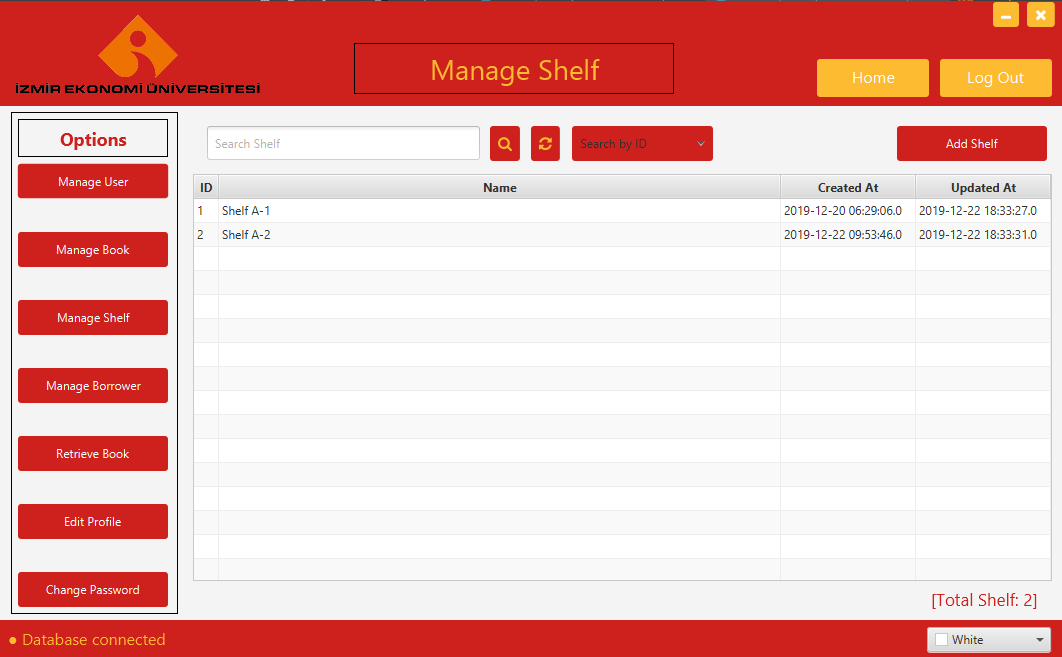 İZMİR EKONOMİ ÜNİVERSİTESİ
Manage Shelf
Home
Log Out
Options
Manage User
Manage Book
Manage Shelf
Manage Borrower
Retrieve Book
Edit Profile
Change Password
Search Shelf
Search by ID
Add Shelf
ID Name Created At Updated At
1 Shelf A-1 2019-12-20 06:29:06.0 2019-12-22 18:33:27.0
2 Shelf A-2 2019-12-22 09:53:46.0 2019-12-22 18:33:31.0
[Total Shelf: 2]
Database connected
White